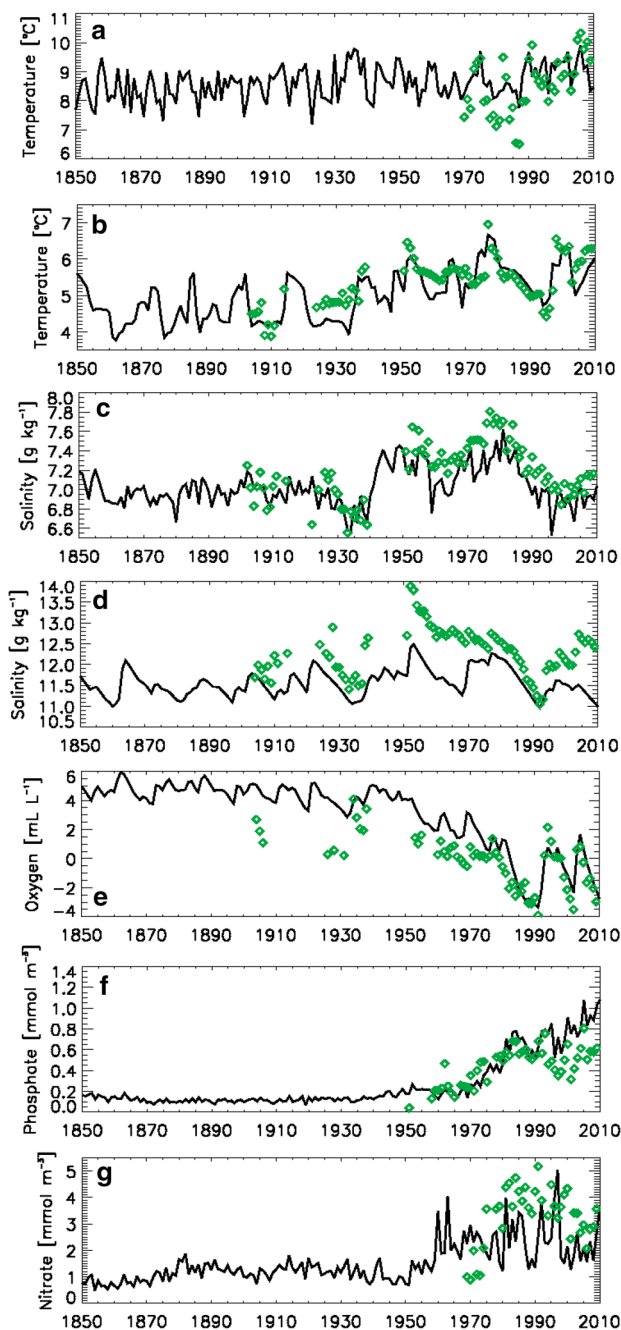 a
Temperature [°C]
11
10
9
8
7
6
1850 1870 1890 1910 1930 1950 1970 1990 2010
b
Temperature [°C]
7
6
5
4
1850 1870 1890 1910 1930 1950 1970 1990 2010
c
Salinity [g kg⁻¹]
8.0
7.8
7.4
7.2
7.0
6.8
6.6
1850 1870 1890 1910 1930 1950 1970 1990 2010
d
Salinity [g kg⁻¹]
14.0
13.5
13.0
12.5
12.0
11.5
11.0
10.5
1850 1870 1890 1910 1930 1950 1970 1990 2010
Oxygen [mL L⁻¹]
6
4
2
0
−2
−4
e
1850 1870 1890 1910 1930 1950 1970 1990 2010
f
Phosphate [mmol m⁻³]
1.4
1.2
1.0
0.8
0.6
0.4
0.2
0.0
1850 1870 1890 1910 1930 1950 1970 1990 2010
g
Nitrate [mmol m⁻³]
5
4
3
2
1
0
1850 1870 1890 1910 1930 1950 1970 1990 2010